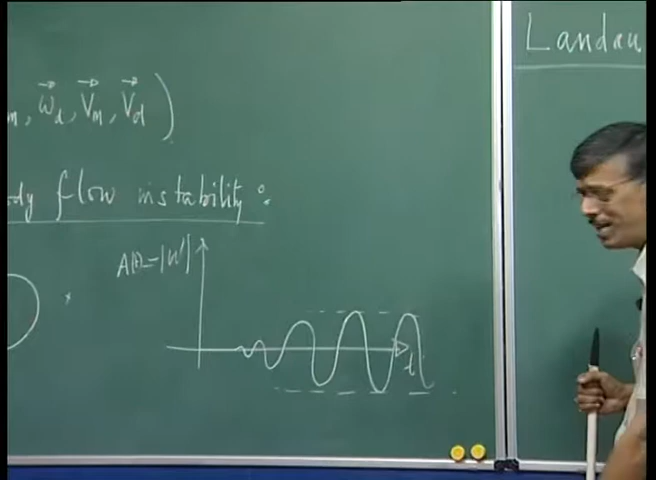 m, ω⃗d, V⃗m, V⃗d )
dy flow instability :
A(t)=|u'|
t
Landau